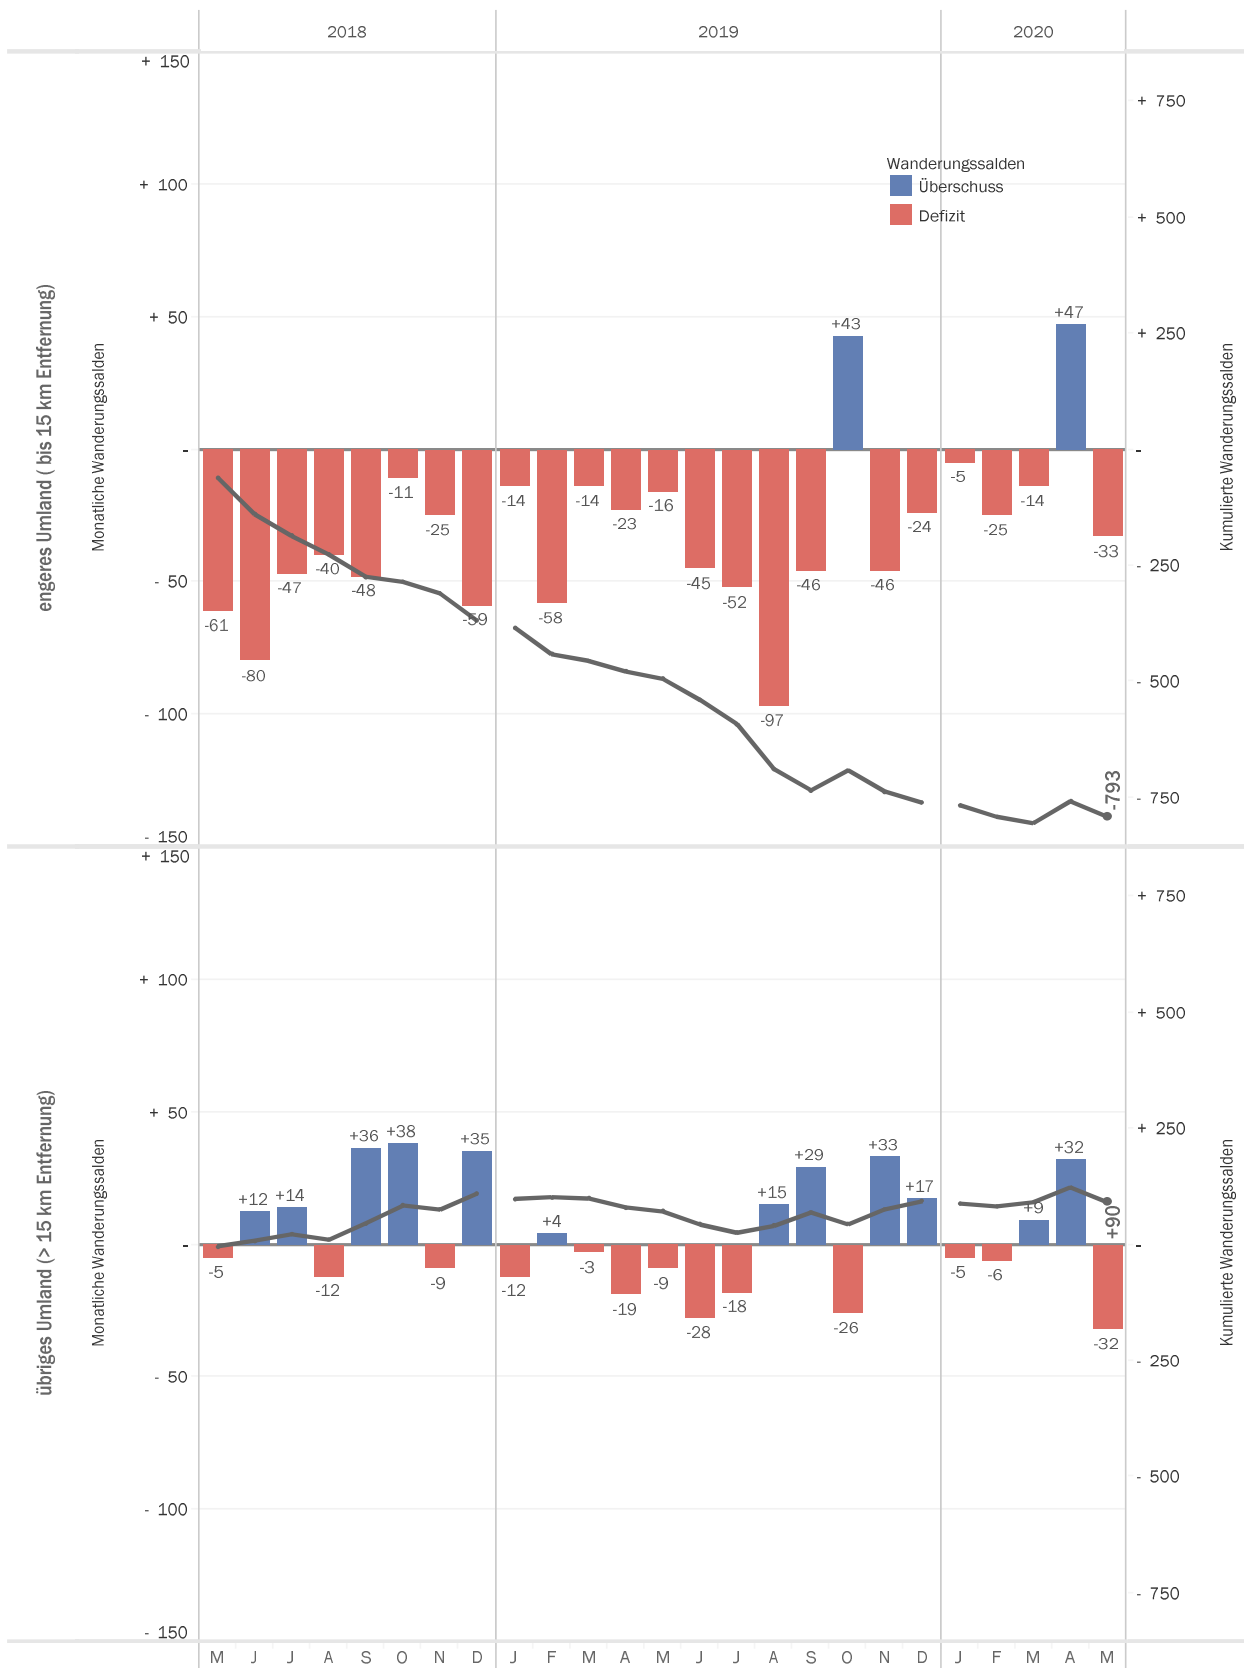 2018 2019 2020
+ 150
+ 750
Wanderungssalden
+ 100
Überschuss
+ 500
Defizit
engeres Umland ( bis 15 km Entfernung)
Monatliche Wanderungssalden
Kumulierte Wanderungssalden
+ 50
+47
+43
+ 250
- -
-5
-11 -14 -14 -16 -14
-25 -23 -24 -25
-33
-40 - 250
- 50 -47 -48 -45 -46 -46
-52
-61 -59 -58
-80 - 500
- 100 -97
-793
- 750
- 150
+ 150
+ 750
+ 100
+ 500
übriges Umland (> 15 km Entfernung)
Monatliche Wanderungssalden
Kumulierte Wanderungssalden
+ 50
+ 250
+36 +38 +35 +33 +32
+29
+12 +14 +15 +17
+4 +9
+90
- -
-5 -3 -5 -6
-12 -9 -12 -9
-19 -18
-28 -26 -32
- 250
- 50
- 500
- 100
- 750
- 150
M J J A S O N D J F M A M J J A S O N D J F M A M